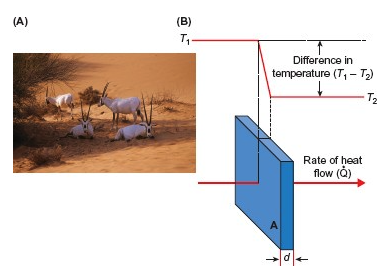 (A)
(B)
T1
Difference in
temperature (T1 – T2)
T2
Rate of heat
flow (Q̇)
A
d